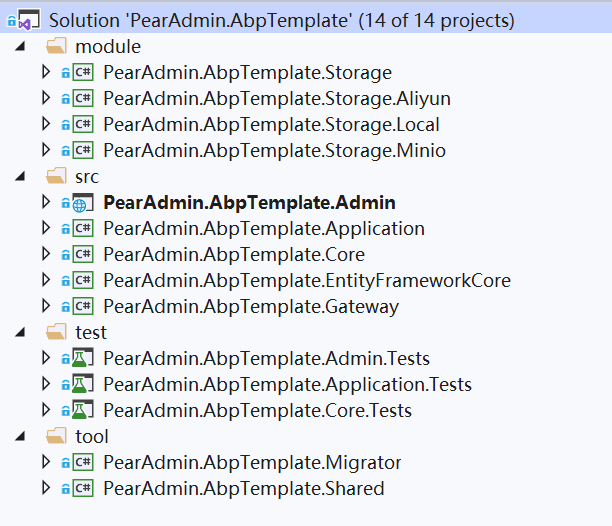 Solution 'PearAdmin.AbpTemplate' (14 of 14 projects)
module
C# PearAdmin.AbpTemplate.Storage
C# PearAdmin.AbpTemplate.Storage.Aliyun
C# PearAdmin.AbpTemplate.Storage.Local
C# PearAdmin.AbpTemplate.Storage.Minio
src
PearAdmin.AbpTemplate.Admin
C# PearAdmin.AbpTemplate.Application
C# PearAdmin.AbpTemplate.Core
C# PearAdmin.AbpTemplate.EntityFrameworkCore
C# PearAdmin.AbpTemplate.Gateway
test
PearAdmin.AbpTemplate.Admin.Tests
PearAdmin.AbpTemplate.Application.Tests
PearAdmin.AbpTemplate.Core.Tests
tool
C# PearAdmin.AbpTemplate.Migrator
C# PearAdmin.AbpTemplate.Shared